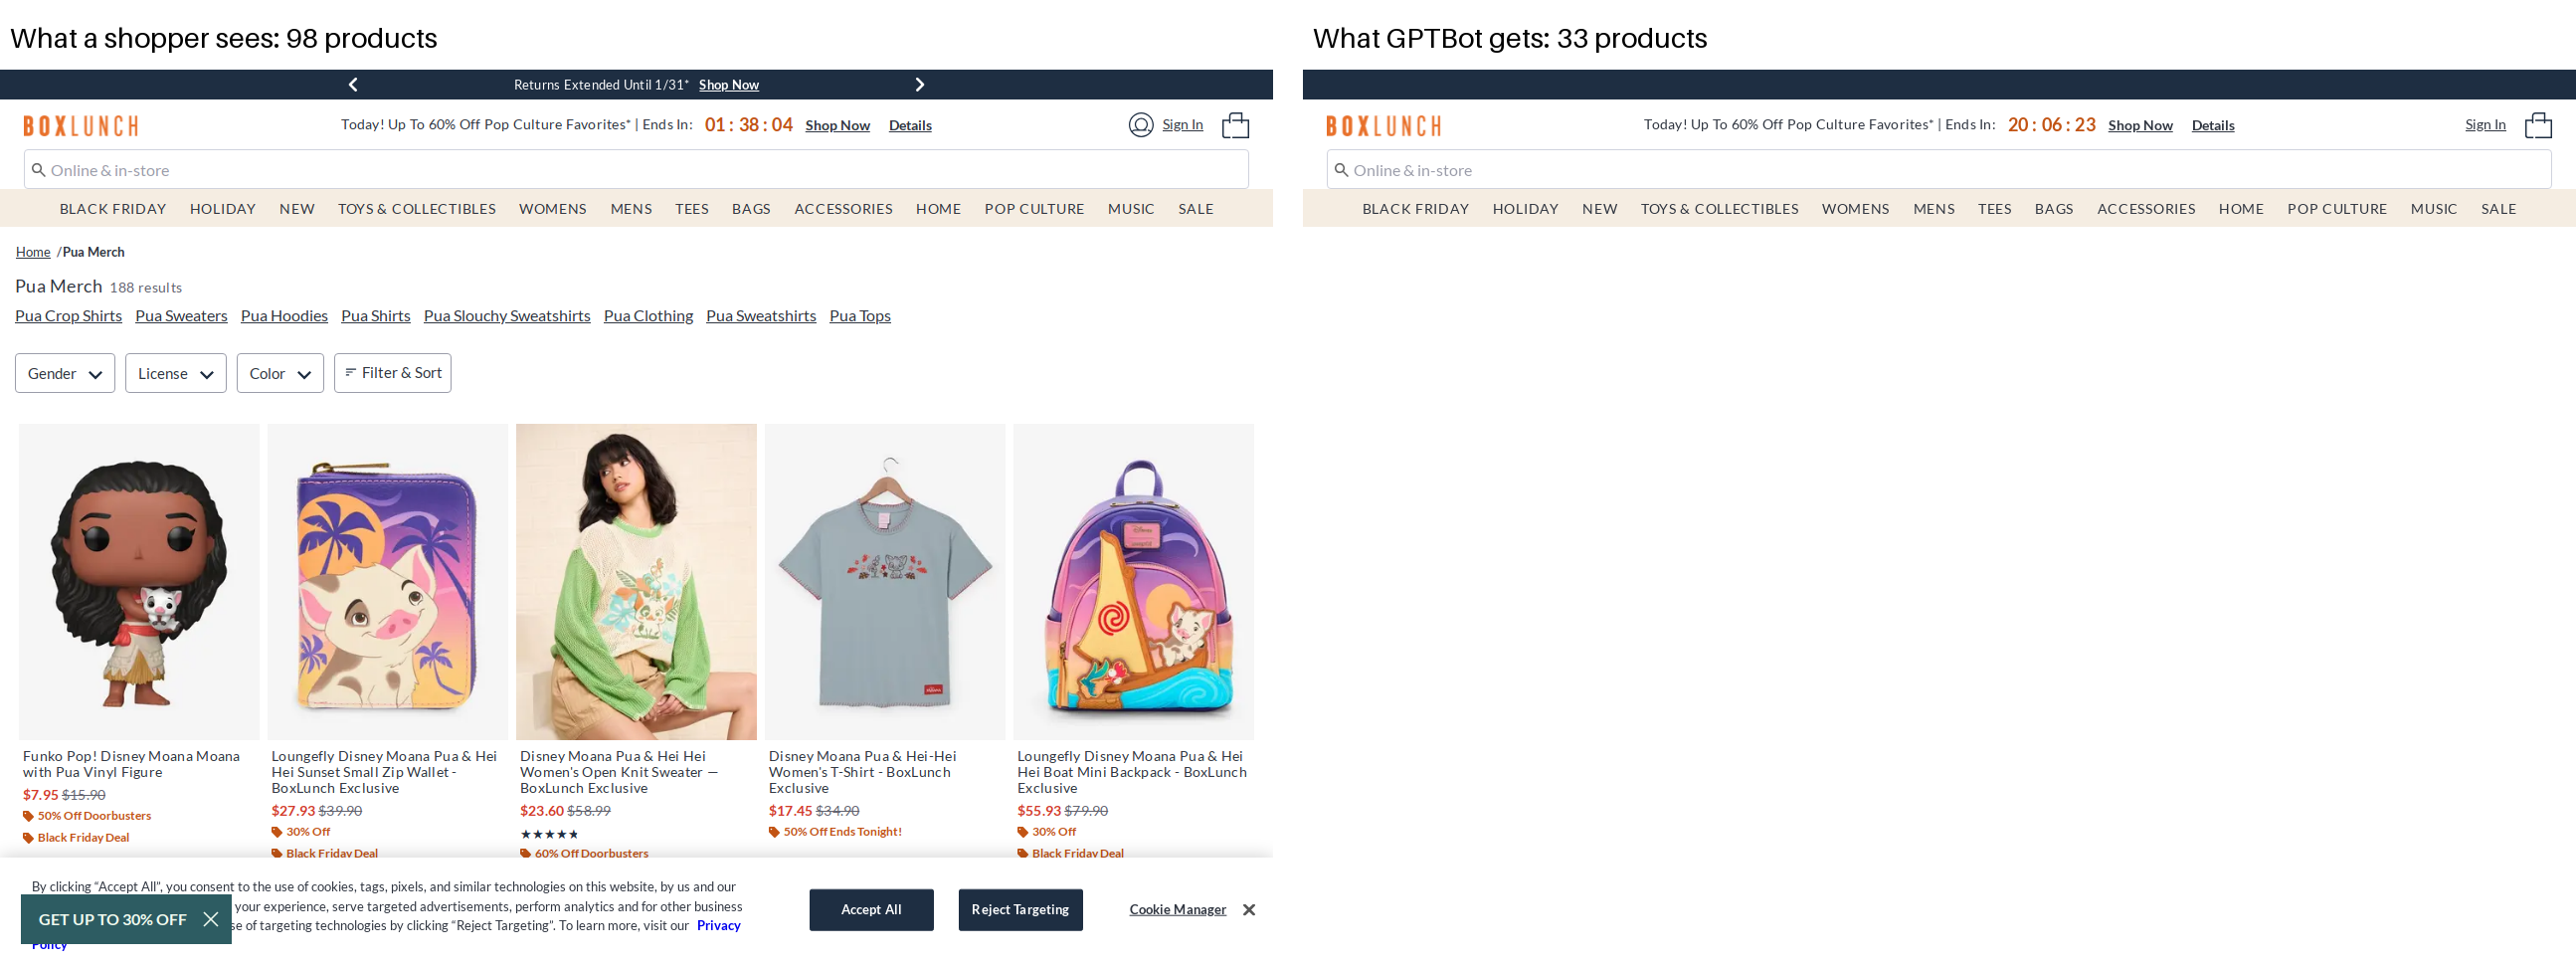 What a shopper sees: 98 products
Returns Extended Until 1/31* Shop Now
BOXLUNCH
Today! Up To 60% Off Pop Culture Favorites* | Ends In: 01 : 38 : 04 Shop Now Details
Sign In
Online & in-store
BLACK FRIDAY HOLIDAY NEW TOYS & COLLECTIBLES WOMENS MENS TEES BAGS ACCESSORIES HOME POP CULTURE MUSIC SALE
Home /Pua Merch
Pua Merch 188 results
Pua Crop Shirts Pua Sweaters Pua Hoodies Pua Shirts Pua Slouchy Sweatshirts Pua Clothing Pua Sweatshirts Pua Tops
Gender License Color Filter & Sort
Funko Pop! Disney Moana Moana
with Pua Vinyl Figure
$7.95 $15.90
50% Off Doorbusters
Black Friday Deal
Loungefly Disney Moana Pua & Hei
Hei Sunset Small Zip Wallet -
BoxLunch Exclusive
$27.93 $39.90
30% Off
Black Friday Deal
Disney Moana Pua & Hei Hei
Women's Open Knit Sweater —
BoxLunch Exclusive
$23.60 $58.99
60% Off Doorbusters
Disney Moana Pua & Hei-Hei
Women's T-Shirt - BoxLunch
Exclusive
$17.45 $34.90
50% Off Ends Tonight!
Loungefly Disney Moana Pua & Hei
Hei Boat Mini Backpack - BoxLunch
Exclusive
$55.93 $79.90
30% Off
Black Friday Deal
By clicking “Accept All”, you consent to the use of cookies, tags, pixels, and similar technologies on this website, by us and our
your experience, serve targeted advertisements, perform analytics and for other business
se of targeting technologies by clicking “Reject Targeting”. To learn more, visit our Privacy
Policy
GET UP TO 30% OFF
Accept All
Reject Targeting
Cookie Manager
What GPTBot gets: 33 products
BOXLUNCH
Today! Up To 60% Off Pop Culture Favorites* | Ends In: 20 : 06 : 23 Shop Now Details
Sign In
Online & in-store
BLACK FRIDAY HOLIDAY NEW TOYS & COLLECTIBLES WOMENS MENS TEES BAGS ACCESSORIES HOME POP CULTURE MUSIC SALE